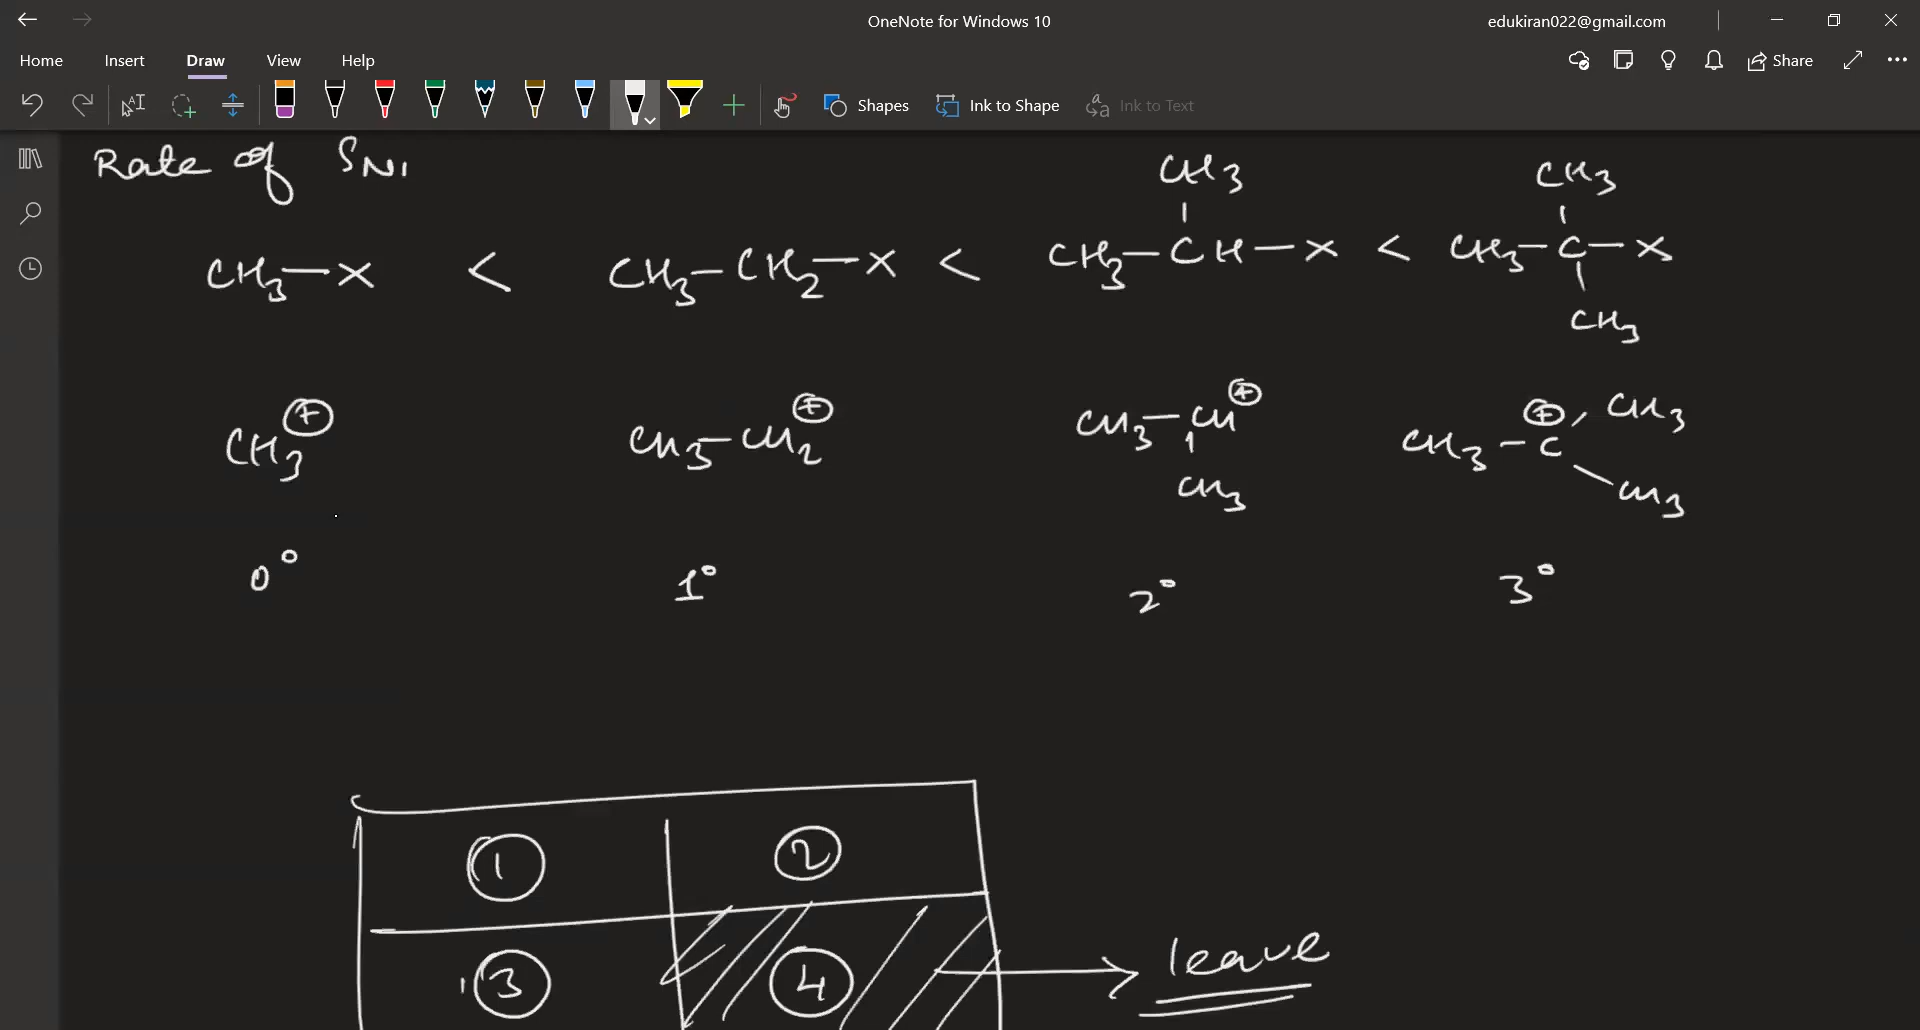 OneNote for Windows 10
edukiran022@gmail.com
Home Insert Draw View Help
Share
Shapes Ink to Shape Ink to Text
Rate of SN1
CH3
CH3
CH3-X < CH3-CH2-X < CH3-CH-X < CH3-C-X
CH3
CH3⊕ CH3-CH2⊕ CH3-CH⊕ CH3-C⊕ CH3
CH3 CH3
0° 1° 2° 3°
① ②
③ ④ → leave